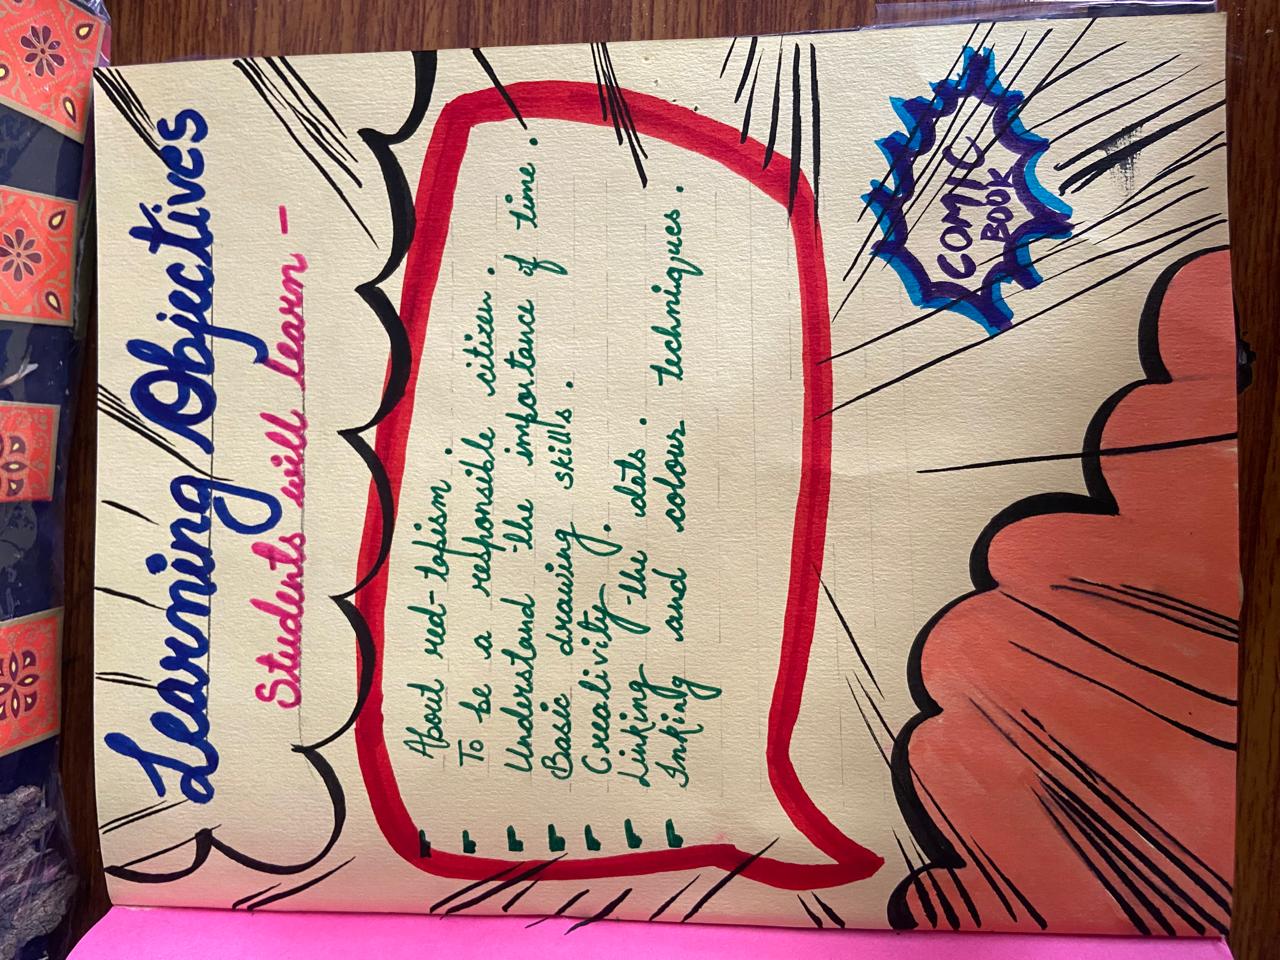 Learning Objectives
Students will learn -
About red-tapism.
To be a responsible citizen.
Understand the importance of time.
Basic drawing skills.
Creativity.
Linking the dots.
Inking and colour techniques.
COMIC
BOOK